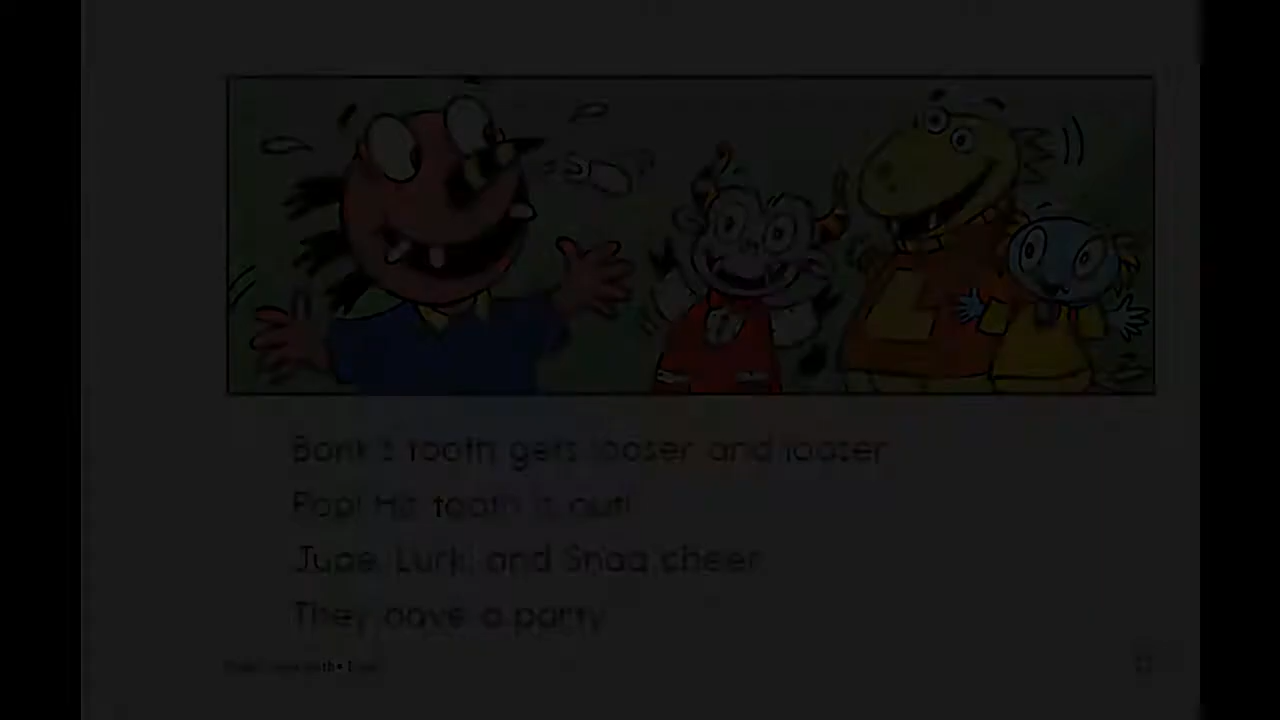 Bonk's tooth gets looser and looser.
Pop! His tooth is out!
Jupe, Lurk, and Snag cheer.
They have a party.